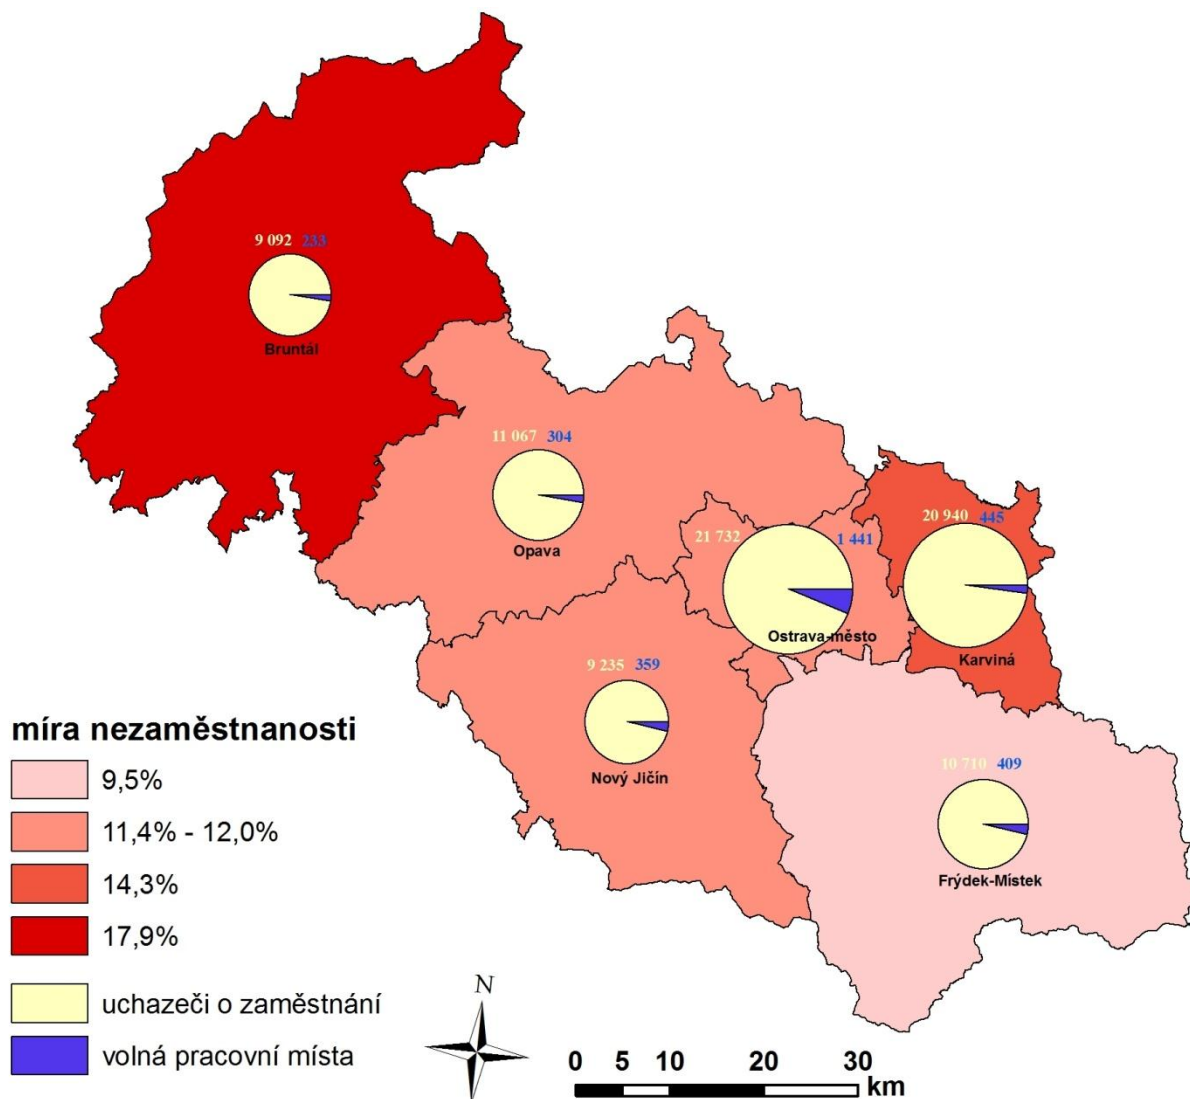 9 092 233
Bruntál
11 067 304
Opava
21 732 1 441
Ostrava-město
20 940 445
Karviná
9 235 359
Nový Jičín
10 710 409
Frýdek-Místek
míra nezaměstnanosti
9,5%
11,4% - 12,0%
14,3%
17,9%
uchazeči o zaměstnání
volná pracovní místa
N
0 5 10 20 30
km